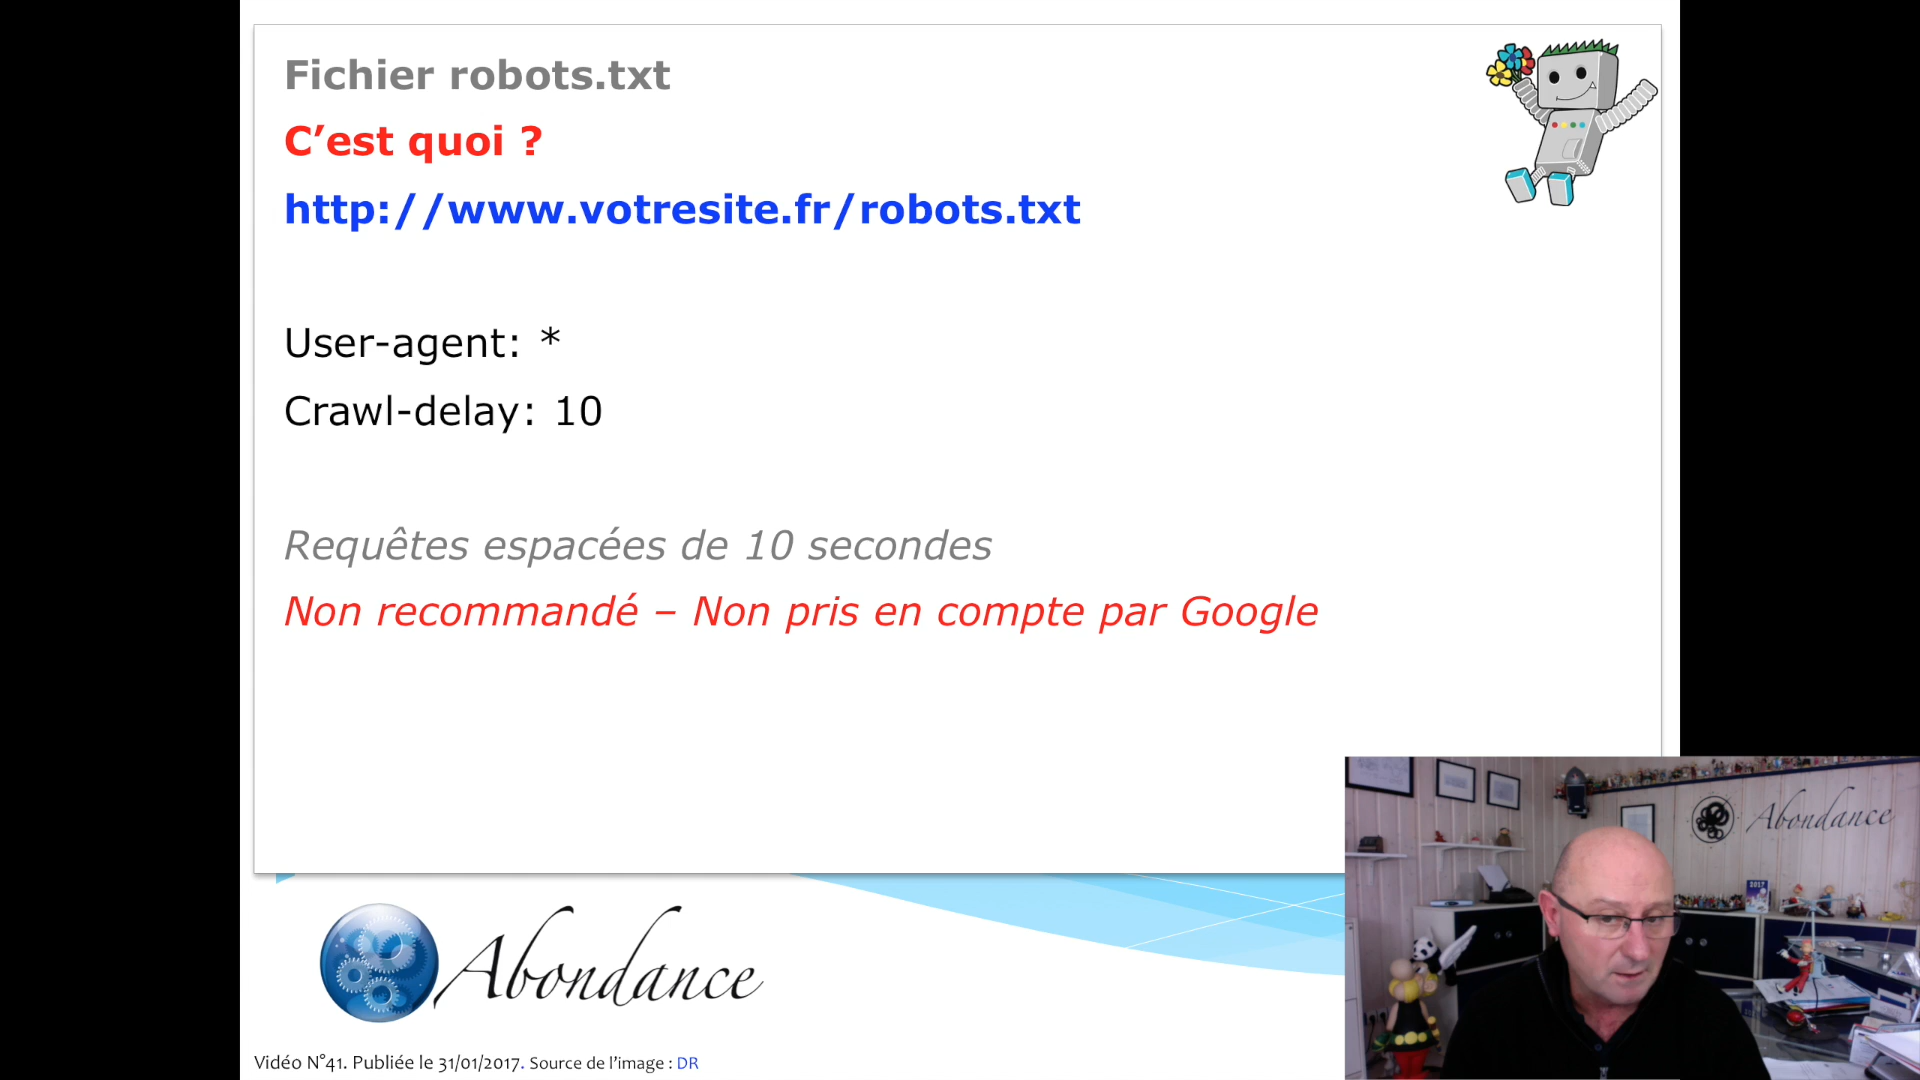 Fichier robots.txt
C’est quoi ?
http://www.votresite.fr/robots.txt
User-agent: *
Crawl-delay: 10
Requêtes espacées de 10 secondes
Non recommandé – Non pris en compte par Google
Abondance
2017
Abondance
Vidéo N°41. Publiée le 31/01/2017. Source de l’image : DR